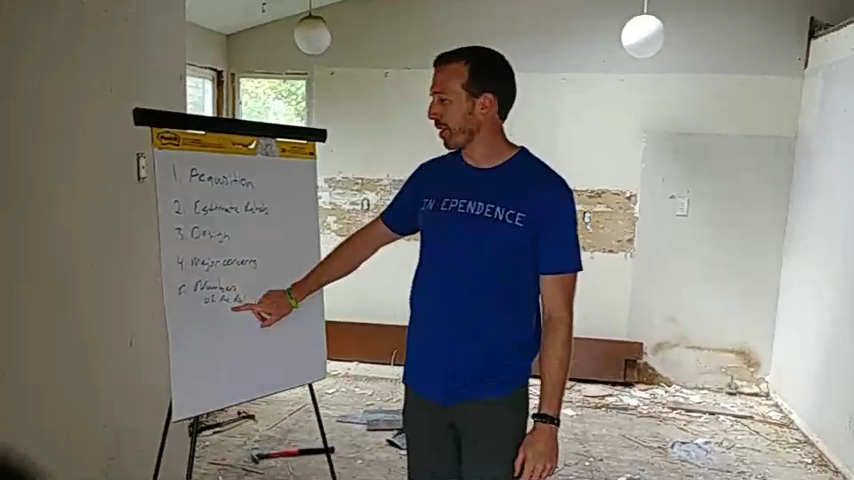 Post-it
1. Acquisition
2. Estimate Rehab
3. Design
4. Major concerns
5. Numbers
IN EPENDENCE